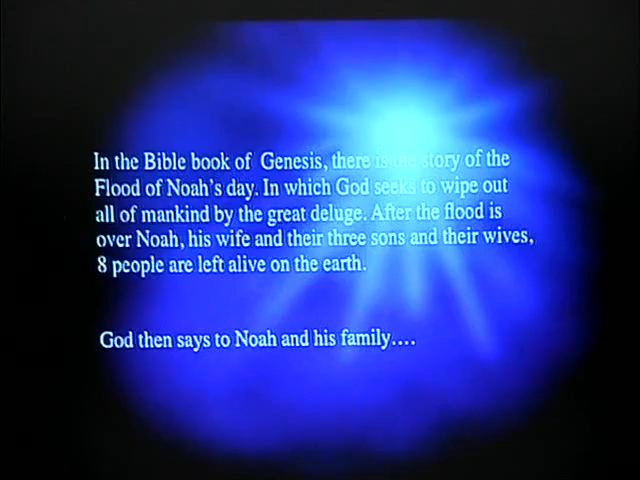 In the Bible book of Genesis, there is the story of the
Flood of Noah's day. In which God seeks to wipe out
all of mankind by the great deluge. After the flood is
over Noah, his wife and their three sons and their wives,
8 people are left alive on the earth.
God then says to Noah and his family....